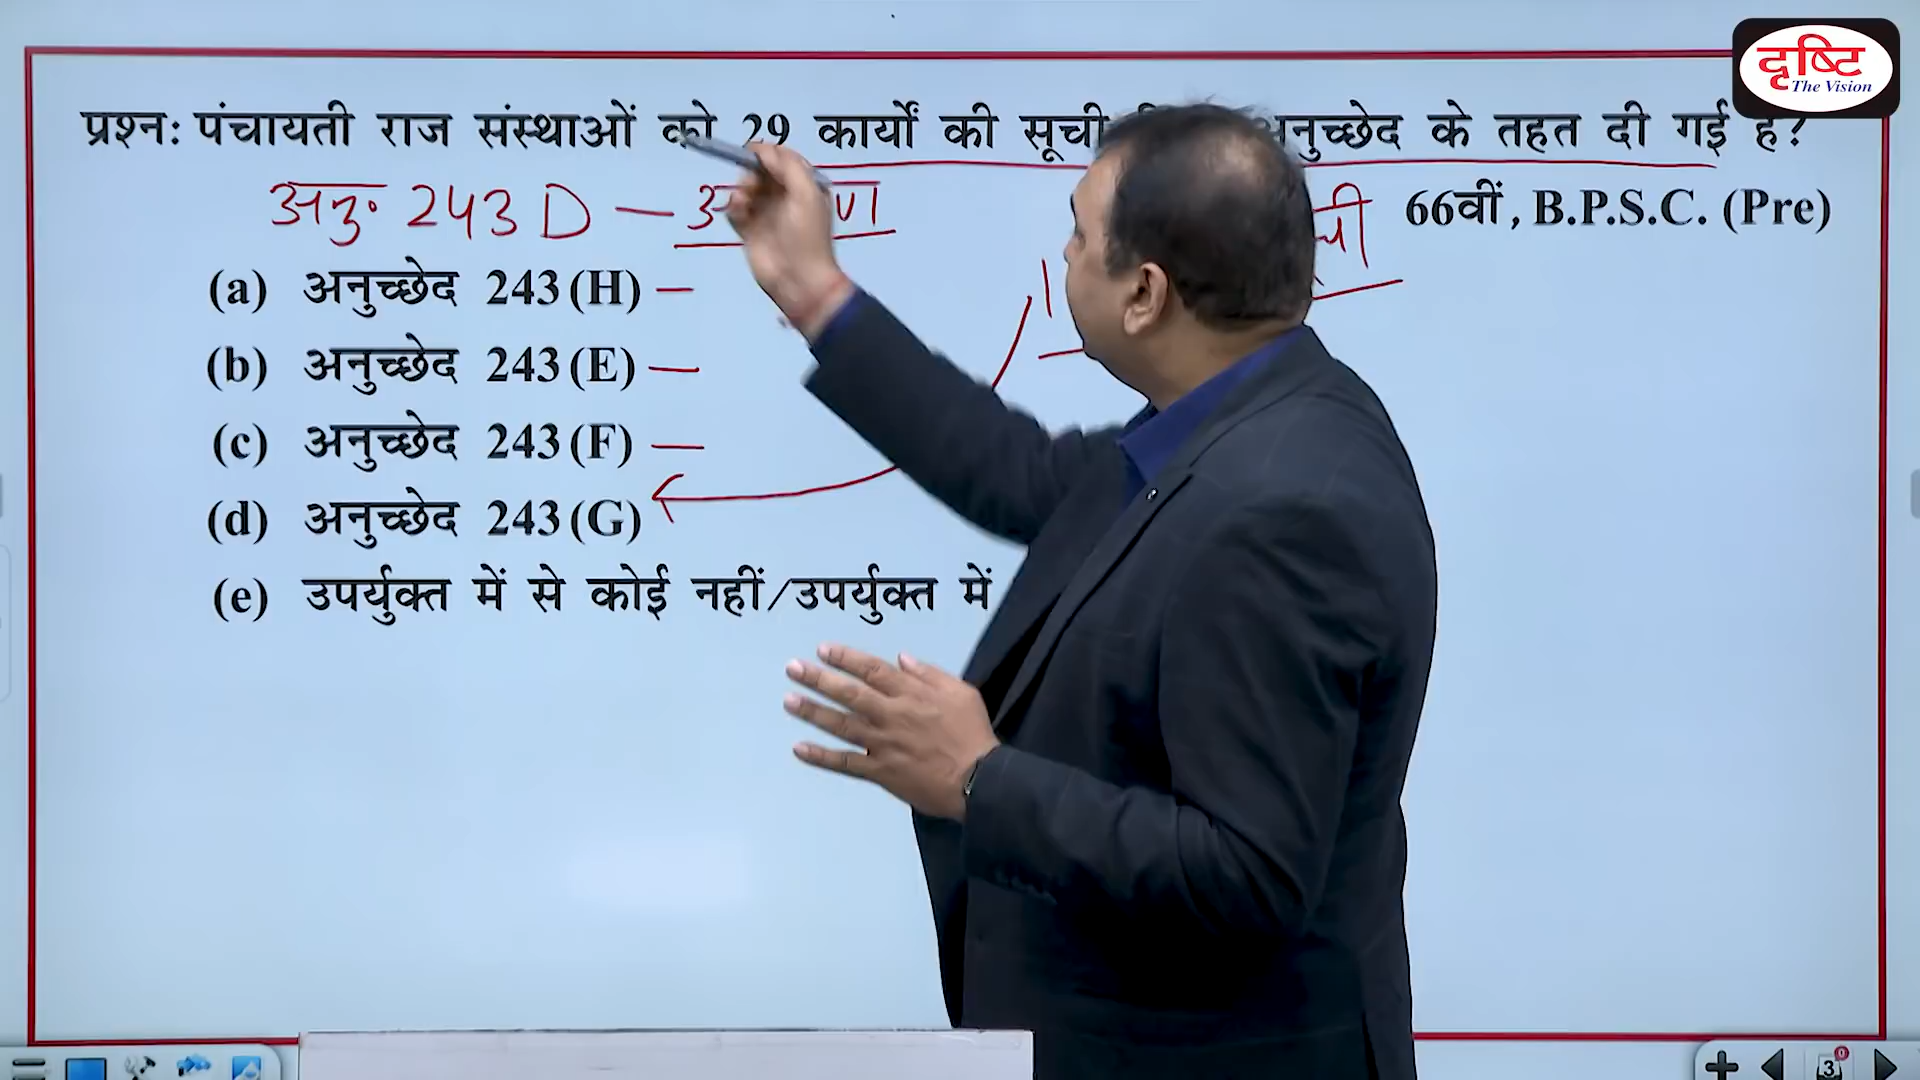 दृष्टि
The Vision
प्रश्न: पंचायती राज संस्थाओं को 29 कार्यों की सूची अनुच्छेद के तहत दी गई है?
अनु॰ 243 D —
66वीं, B.P.S.C. (Pre)
(a) अनुच्छेद 243(H) —
(b) अनुच्छेद 243(E) —
(c) अनुच्छेद 243(F) —
(d) अनुच्छेद 243(G)
(e) उपर्युक्त में से कोई नहीं/उपर्युक्त में
3